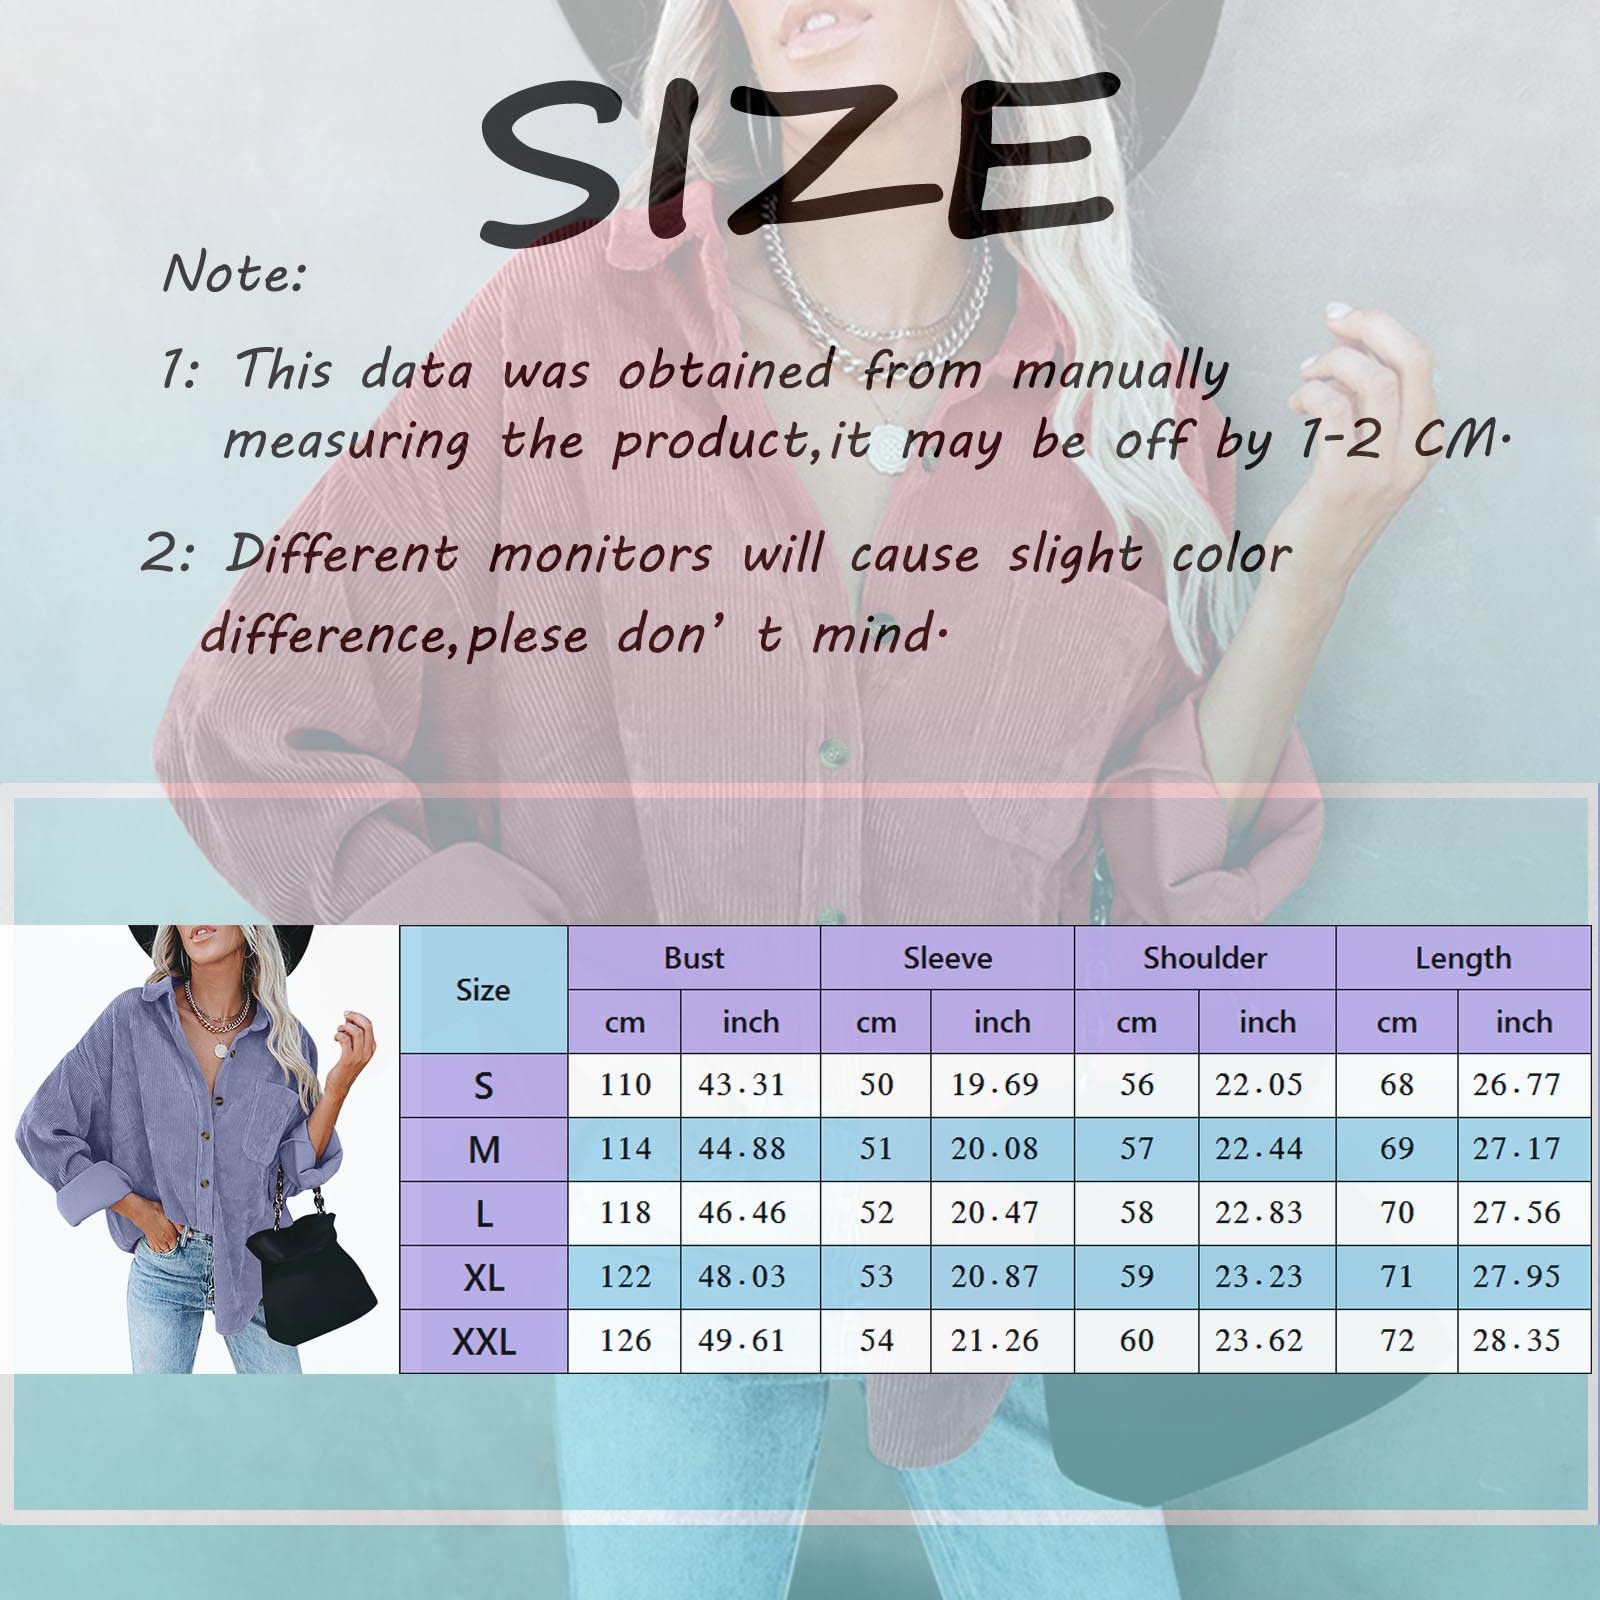 SIZE
Note:
1: This data was obtained from manually
measuring the product,it may be off by 1-2 CM.
2: Different monitors will cause slight color
difference,plese don’ t mind.
Size Bust Sleeve Shoulder Length
cm inch cm inch cm inch cm inch
S 110 43.31 50 19.69 56 22.05 68 26.77
M 114 44.88 51 20.08 57 22.44 69 27.17
L 118 46.46 52 20.47 58 22.83 70 27.56
XL 122 48.03 53 20.87 59 23.23 71 27.95
XXL 126 49.61 54 21.26 60 23.62 72 28.35